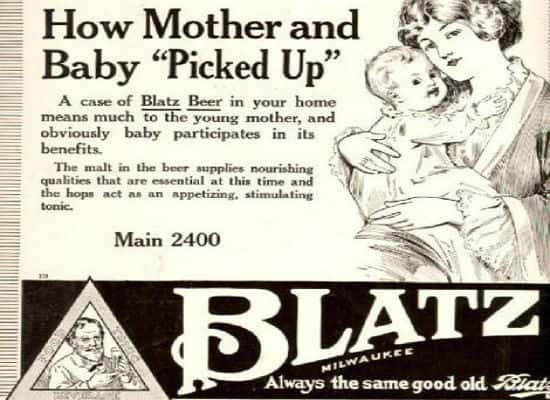 How Mother and
Baby “Picked Up”
A case of Blatz Beer in your home
means much to the young mother, and
obviously baby participates in its
benefits.
The malt in the beer supplies nourishing
qualities that are essential at this time and
the hops act as an appetizing, stimulating
tonic.
Main 2400
BLATZ
MILWAUKEE
Always the same good old Blatz